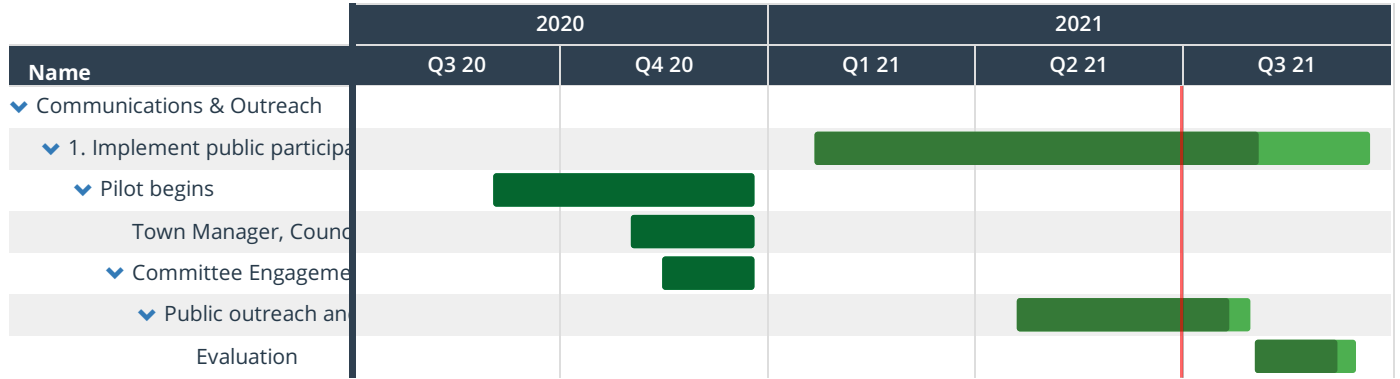 2020 2021
Name Q3 20 Q4 20 Q1 21 Q2 21 Q3 21
Communications & Outreach
1. Implement public participa
Pilot begins
Town Manager, Counc
Committee Engageme
Public outreach and
Evaluation